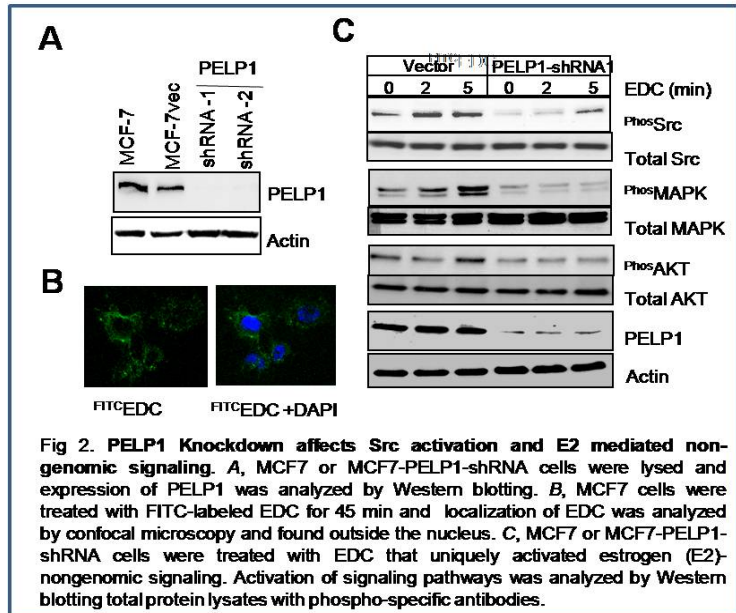 A
PELP1
MCF-7
MCF-7vec
shRNA-1
shRNA-2
PELP1
Actin
B
FITCEDC
FITCEDC +DAPI
C
Vector
PELP1-shRNA1
0 2 5 0 2 5
EDC (min)
PhosSrc
Total Src
PhosMAPK
Total MAPK
PhosAKT
Total AKT
PELP1
Actin
Fig 2. PELP1 Knockdown affects Src activation and E2 mediated non-
genomic signaling. A, MCF7 or MCF7-PELP1-shRNA cells were lysed and
expression of PELP1 was analyzed by Western blotting. B, MCF7 cells were
treated with FITC-labeled EDC for 45 min and localization of EDC was analyzed
by confocal microscopy and found outside the nucleus. C, MCF7 or MCF7-PELP1-
shRNA cells were treated with EDC that uniquely activated estrogen (E2)-
nongenomic signaling. Activation of signaling pathways was analyzed by Western
blotting total protein lysates with phospho-specific antibodies.